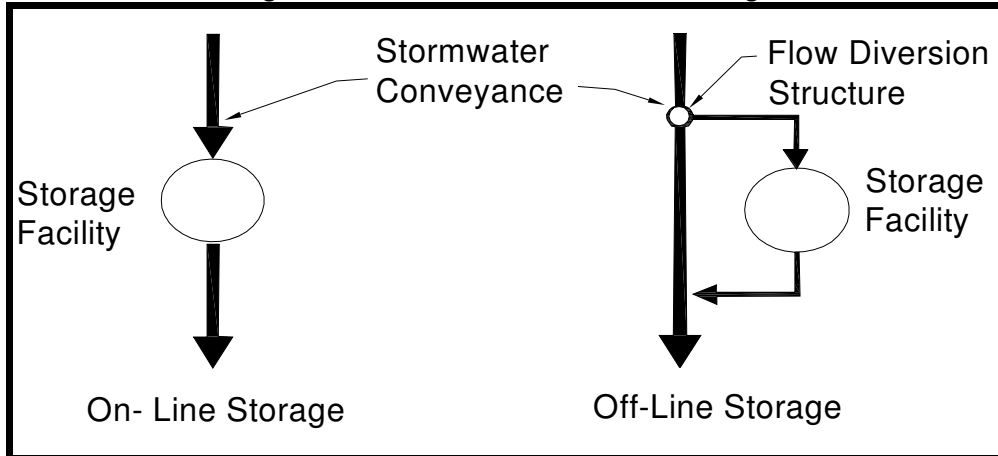 Stormwater
Conveyance
Flow Diversion
Structure
Storage
Facility
Storage
Facility
On- Line Storage
Off-Line Storage